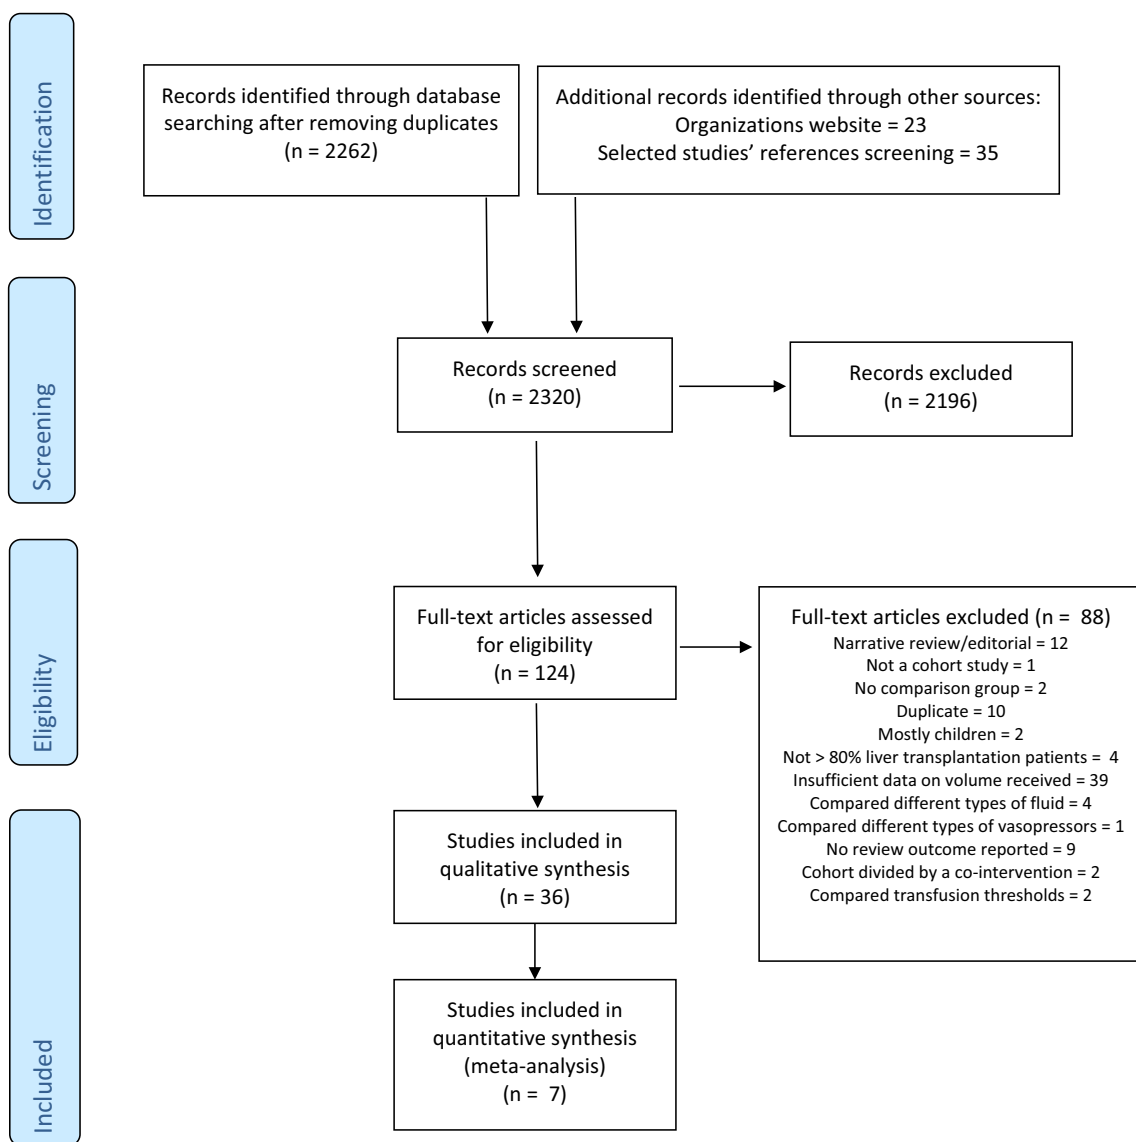 Identification
Records identified through database
searching after removing duplicates
(n = 2262)
Additional records identified through other sources:
Organizations website = 23
Selected studies' references screening = 35
Screening
Records screened
(n = 2320)
Records excluded
(n = 2196)
Eligibility
Full-text articles assessed
for eligibility
(n = 124)
Full-text articles excluded (n = 88)
Narrative review/editorial = 12
Not a cohort study = 1
No comparison group = 2
Duplicate = 10
Mostly children = 2
Not > 80% liver transplantation patients = 4
Insufficient data on volume received = 39
Compared different types of fluid = 4
Compared different types of vasopressors = 1
No review outcome reported = 9
Cohort divided by a co-intervention = 2
Compared transfusion thresholds = 2
Included
Studies included in
qualitative synthesis
(n = 36)
Studies included in
quantitative synthesis
(meta-analysis)
(n = 7)